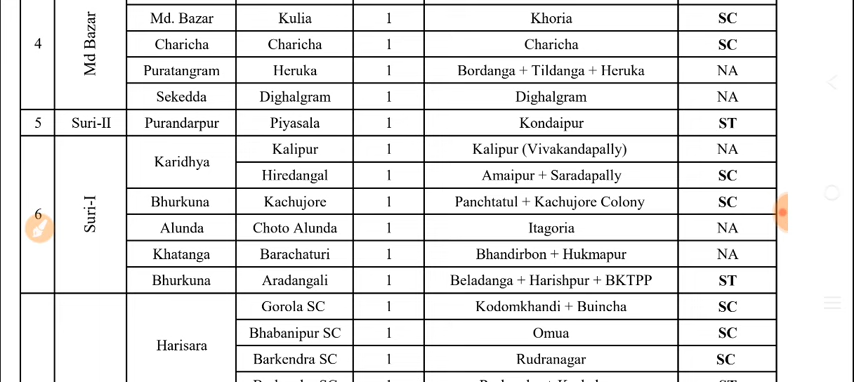 4 Md Bazar Md. Bazar Kulia 1 Khoria SC
Charicha Charicha 1 Charicha SC
Puratangram Heruka 1 Bordanga + Tildanga + Heruka NA
Sekedda Dighalgram 1 Dighalgram NA
5 Suri-II Purandarpur Piyasala 1 Kondaipur ST
6 Suri-I Karidhya Kalipur 1 Kalipur (Vivakandapally) NA
Hiredangal 1 Amaipur + Saradapally SC
Bhurkuna Kachujore 1 Panchtatul + Kachujore Colony SC
Alunda Choto Alunda 1 Itagoria NA
Khatanga Barachaturi 1 Bhandirbon + Hukmapur NA
Bhurkuna Aradangali 1 Beladanga + Harishpur + BKTPP ST
Harisara Gorola SC 1 Kodomkhandi + Buincha SC
Bhabanipur SC 1 Omua SC
Barkendra SC 1 Rudranagar SC